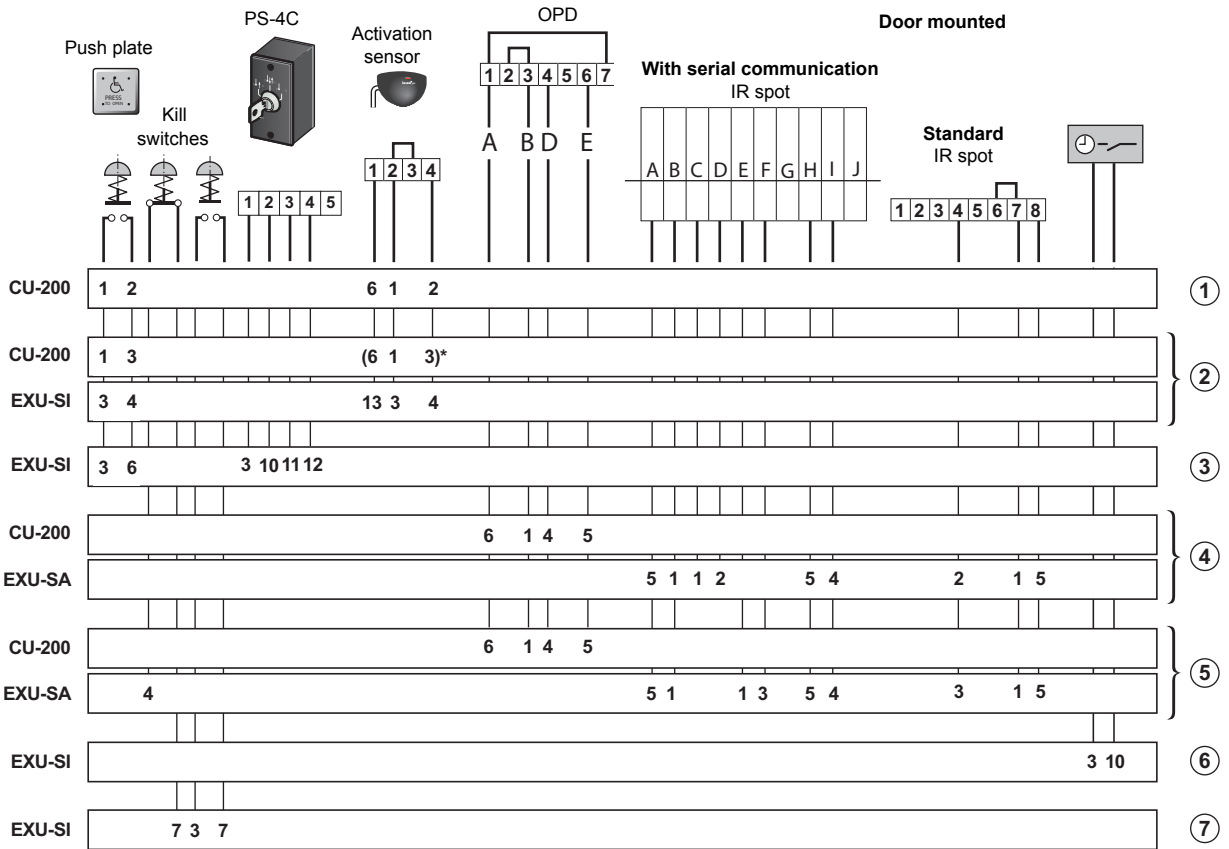 OPD
PS-4C
Door mounted
Activation
sensor
Push plate
With serial communication
IR spot
1 2 3 4 5 6 7
PRESS
TO OPEN
Kill
switches
Standard
IR spot
A B D E
1 2 3 4
A B C D E F G H I J
1 2 3 4 5
1 2 3 4 5 6 7 8
CU-200 1 2 6 1 2 1
CU-200 1 3 (6 1 3)*
2
EXU-SI 3 4 13 3 4
EXU-SI 3 6 3 10 11 12 3
CU-200 6 1 4 5
4
EXU-SA 5 1 1 2 5 4 2 1 5
CU-200 6 1 4 5
5
EXU-SA 4 5 1 1 3 5 4 3 1 5
EXU-SI 3 10 6
EXU-SI 7 3 7 7